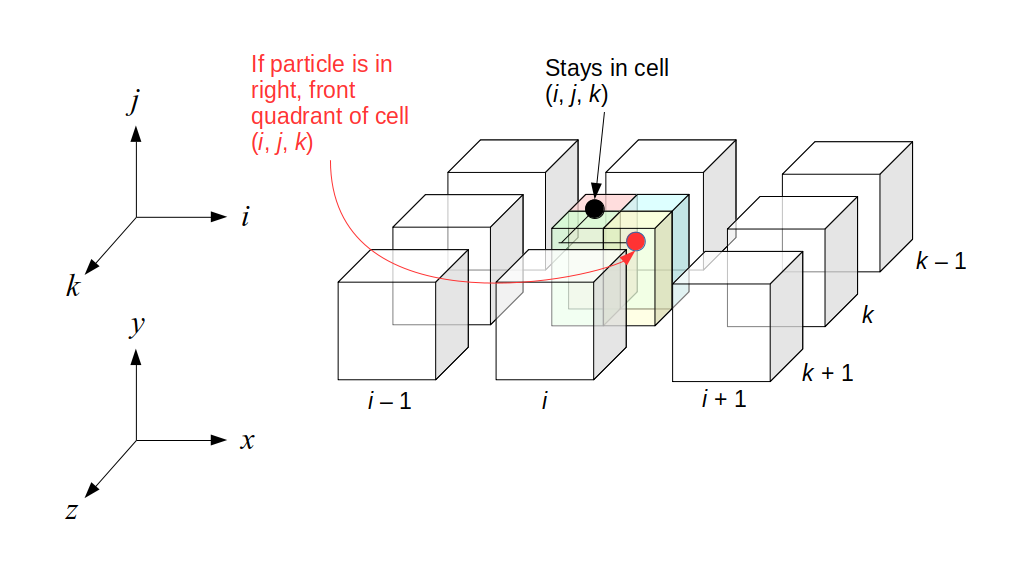 If particle is in
right, front
quadrant of cell
(i, j, k)
Stays in cell
(i, j, k)
j
i
k
y
x
z
k – 1
k
k + 1
i – 1
i
i + 1